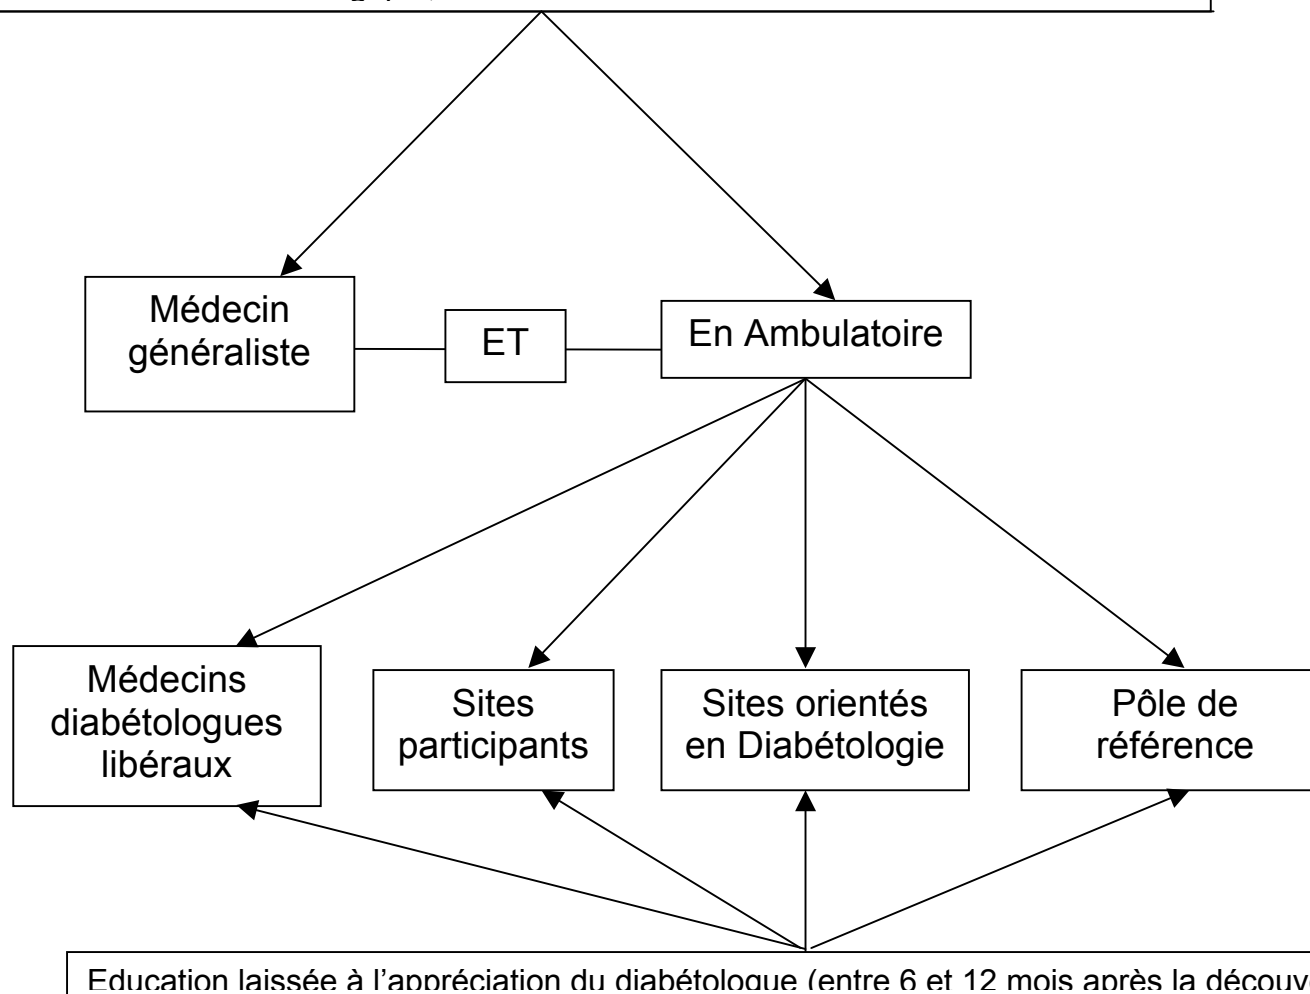 Médecin
généraliste
ET
En Ambulatoire
Médecins
diabétologues
libéraux
Sites
participants
Sites orientés
en Diabétologie
Pôle de
référence
Education laissée à l’appréciation du diabétologue (entre 6 et 12 mois après la découv